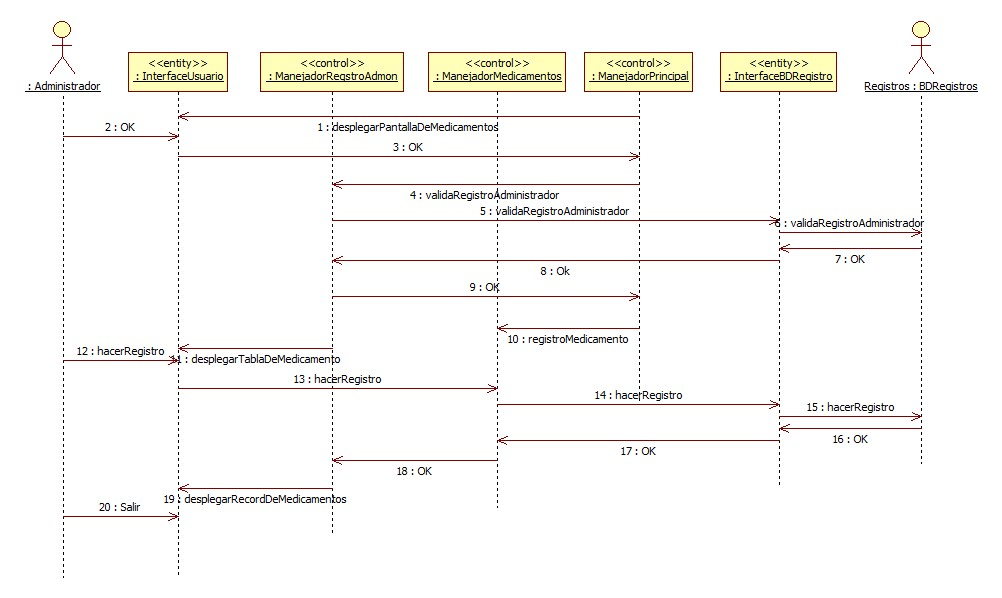 <<entity>>
: InterfaceUsuario
<<control>>
: ManejadorRegstroAdmon
<<control>>
: ManejadorMedicamentos
<<control>>
: ManejadorPrincipal
<<entity>>
: InterfaceBDRegistro
: Administrador
Registros : BDRegistros
1 : desplegarPantallaDeMedicamentos
2 : OK
3 : OK
4 : validaRegistroAdministrador
5 : validaRegistroAdministrador
6 : validaRegistroAdministrador
7 : OK
8 : Ok
9 : OK
10 : registroMedicamento
12 : hacerRegistro
11 : desplegarTablaDeMedicamento
13 : hacerRegistro
14 : hacerRegistro
15 : hacerRegistro
16 : OK
17 : OK
18 : OK
19 : desplegarRecordDeMedicamentos
20 : Salir